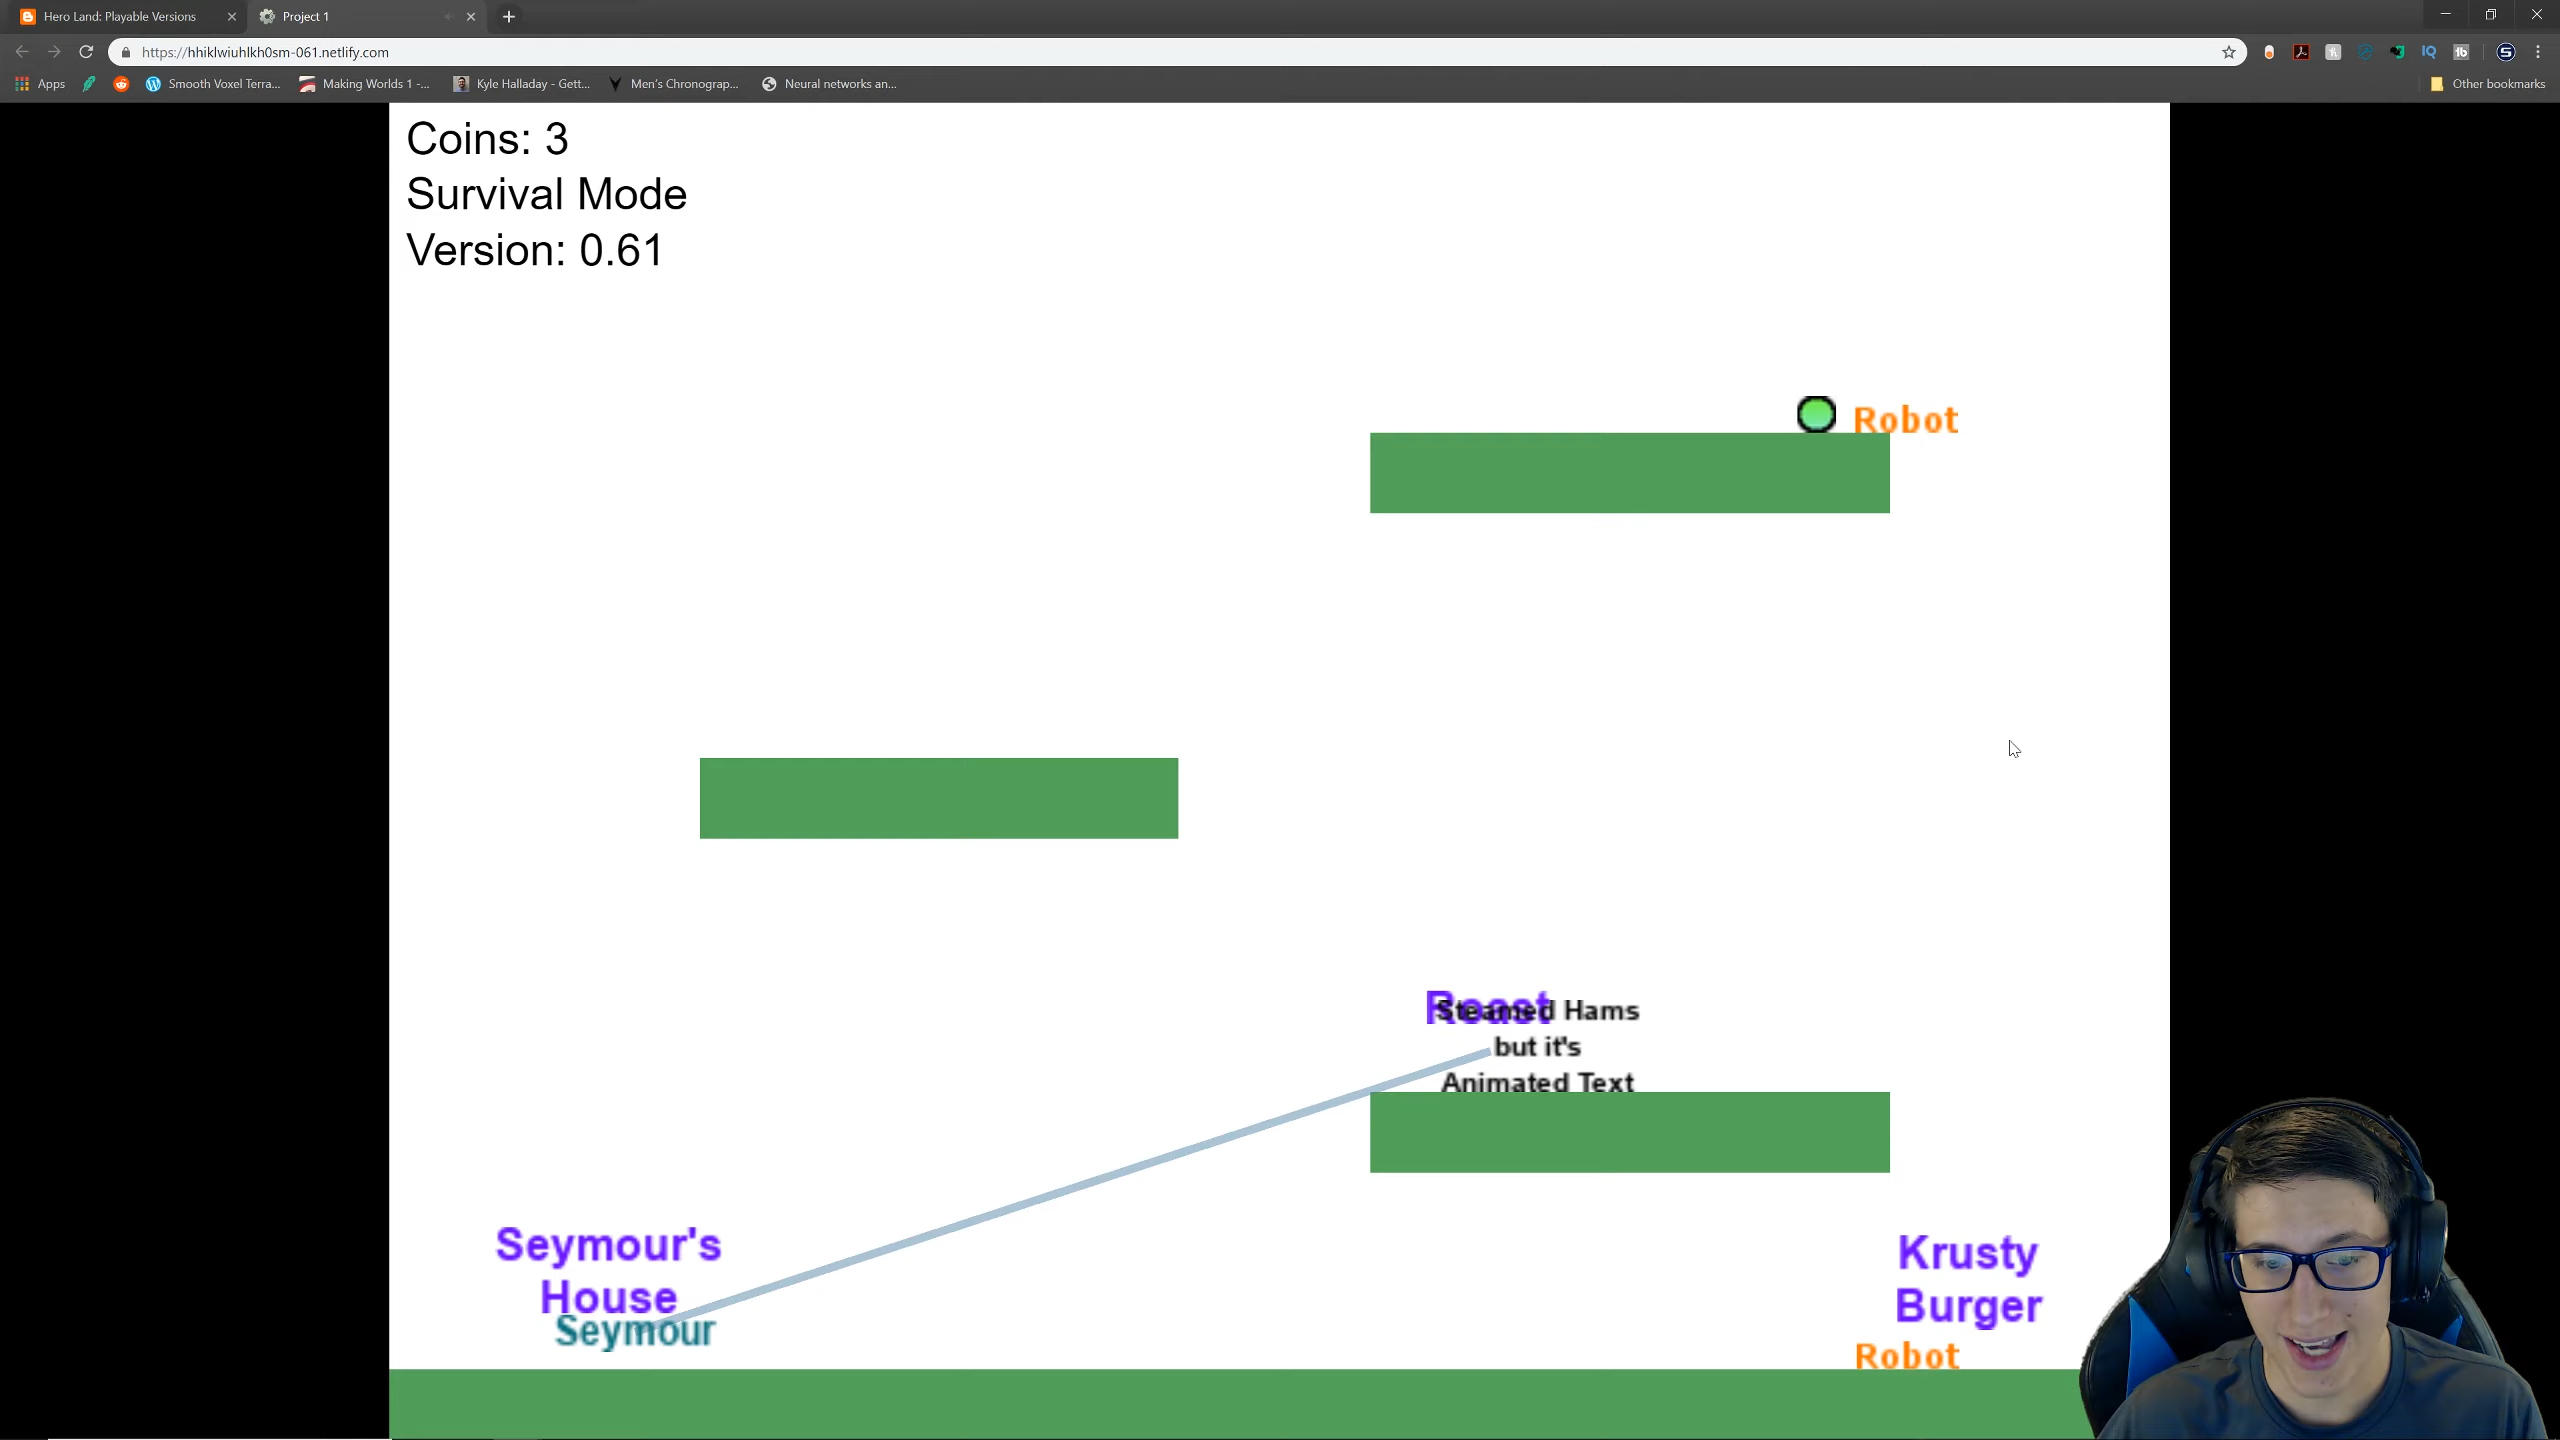 Hero Land: Playable Versions
Project 1
https://hhiklwiuhlkh0sm-061.netlify.com
Apps
Smooth Voxel Terra...
Making Worlds 1 -...
Kyle Halladay - Gett...
Men's Chronograp...
Neural networks an...
Other bookmarks
Coins: 3
Survival Mode
Version: 0.61
Robot
Roast
Steamed Hams
but it's
Animated Text
Seymour's
House
Seymour
Krusty
Burger
Robot